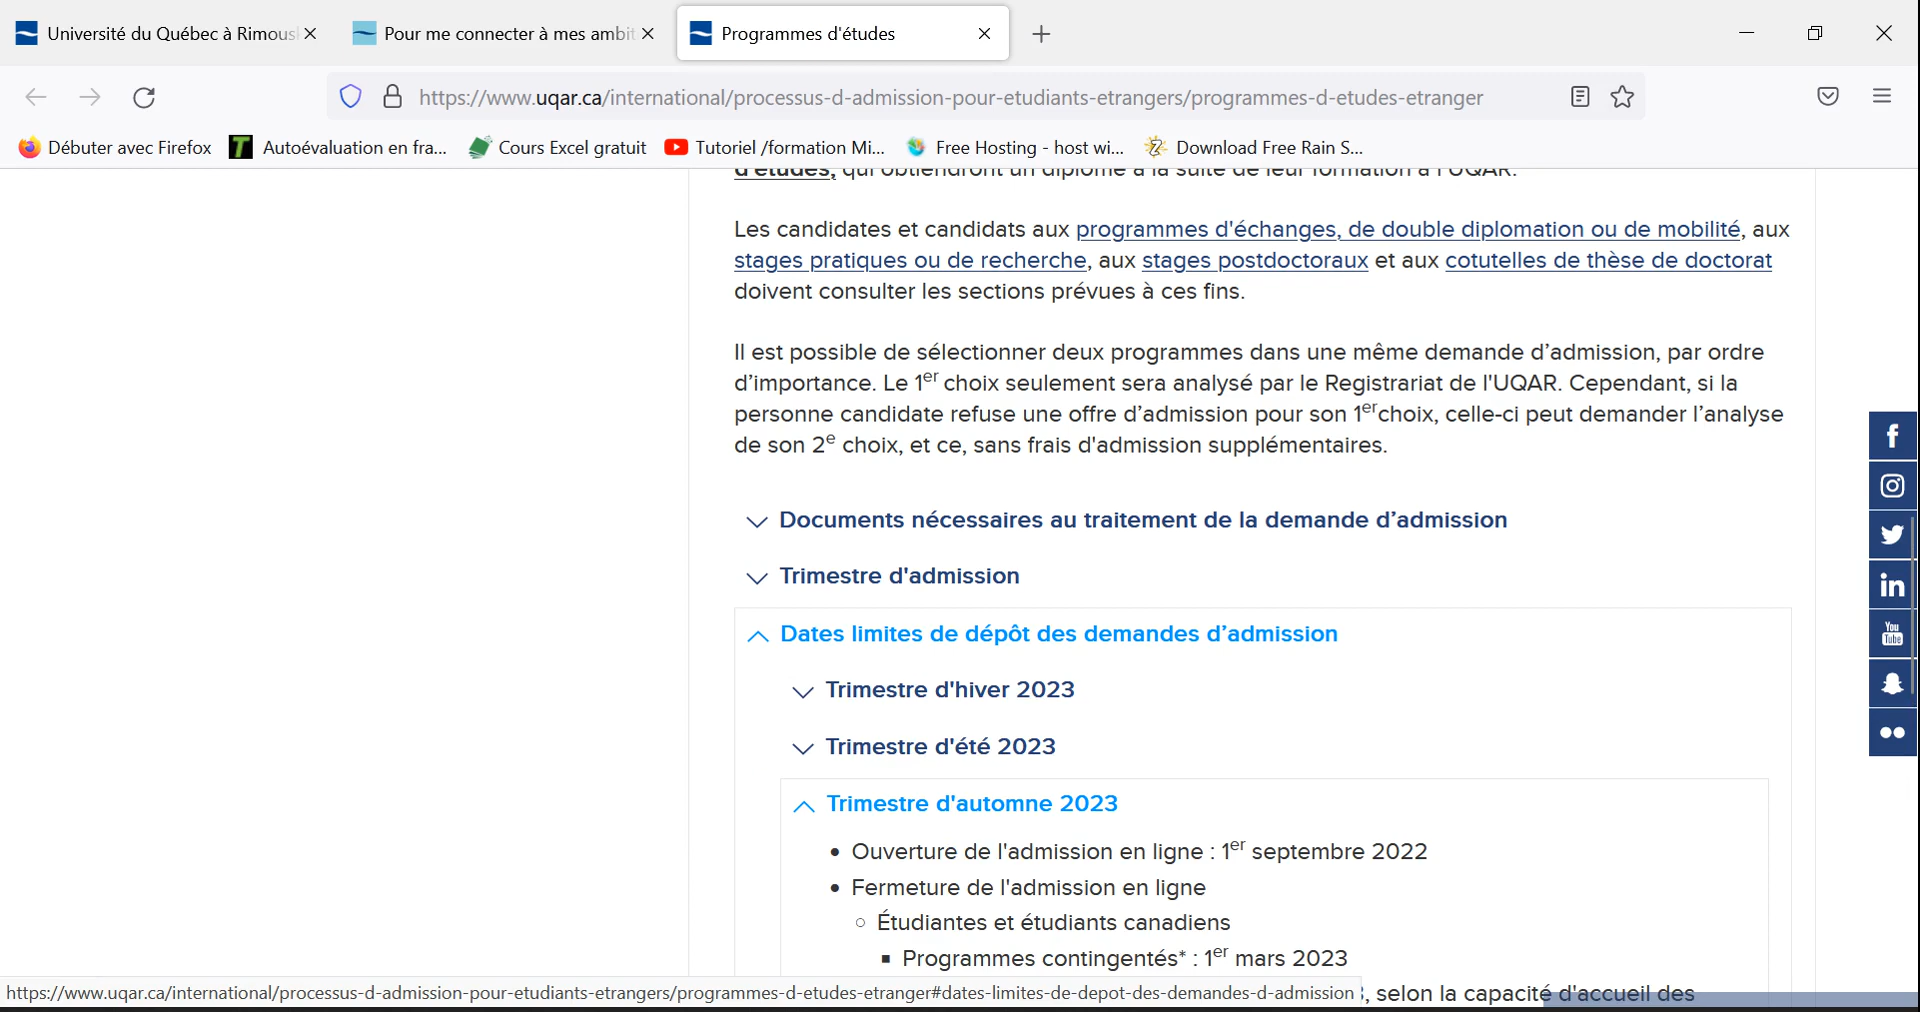 Université du Québec à Rimous
Pour me connecter à mes ambit
Programmes d'études
https://www.uqar.ca/international/processus-d-admission-pour-etudiants-etrangers/programmes-d-etudes-etranger
Débuter avec Firefox
Autoévaluation en fra...
Cours Excel gratuit
Tutoriel /formation Mi...
Free Hosting - host wi...
Download Free Rain S...
d'études, qui obtiendront un diplôme à la suite de leur formation à l'UQAR.
Les candidates et candidats aux programmes d'échanges, de double diplomation ou de mobilité, aux
stages pratiques ou de recherche, aux stages postdoctoraux et aux cotutelles de thèse de doctorat
doivent consulter les sections prévues à ces fins.
Il est possible de sélectionner deux programmes dans une même demande d’admission, par ordre
d’importance. Le 1er choix seulement sera analysé par le Registrariat de l'UQAR. Cependant, si la
personne candidate refuse une offre d’admission pour son 1erchoix, celle-ci peut demander l’analyse
de son 2e choix, et ce, sans frais d'admission supplémentaires.
Documents nécessaires au traitement de la demande d’admission
Trimestre d'admission
Dates limites de dépôt des demandes d’admission
Trimestre d'hiver 2023
Trimestre d'été 2023
Trimestre d'automne 2023
• Ouverture de l'admission en ligne : 1er septembre 2022
• Fermeture de l'admission en ligne
○ Étudiantes et étudiants canadiens
▪ Programmes contingentés* : 1er mars 2023
, selon la capacité d'accueil des
https://www.uqar.ca/international/processus-d-admission-pour-etudiants-etrangers/programmes-d-etudes-etranger#dates-limites-de-depot-des-demandes-d-admission
You Tube